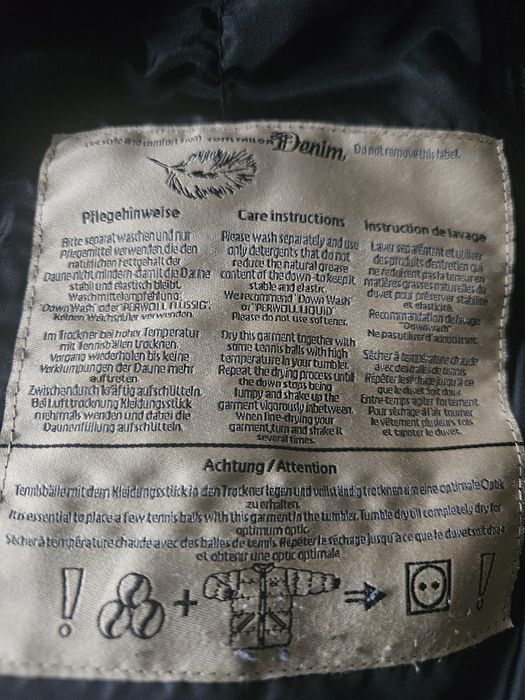 style and comfort from TOM TAILOR Denim, Do not remove this label.
Pflegehinweise
Bitte separat waschen und nur
Pflegemittel verwenden, die den
natürlichen Fettgehalt der
Daune nicht mindern - damit die Daune
stabil und elastisch bleibt.
Waschmittelempfehlung:
"Down Wash" oder "PERWOLL FLÜSSIG".
Keinen Weichspüler verwenden.
Im Trockner bei hoher Temperatur
mit Tennisbällen trocknen.
Vorgang wiederholen bis keine
Verklumpungen der Daune mehr
auftreten.
Zwischendurch kräftig aufschütteln.
Bei Lufttrocknung Kleidungsstück
mehrmals wenden und dabei die
Daunenfüllung aufschütteln.
Care instructions
Please wash separately and use
only detergents that do not
reduce the natural grease
content of the down - to keep it
stable and elastic.
We recommend "Down Wash"
or "PERWOLL LIQUID"
Please do not use softener.
Dry this garment together with
some tennis balls with high
temperature in your tumbler.
Repeat the drying process until
the down stops being
lumpy and shake up the
garment vigorously inbetween.
When line-drying your
garment, turn and shake it
several times.
Instruction de lavage
Laver séparément et utiliser
des produits d'entretien qui
ne réduisent pas la teneur en
matières grasses naturelles du
duvet pour préserver stabilité
et élasticité.
Recommandation de lavage
"Downwash"
Ne pas utiliser d'adoucissant.
Sécher à température chaude
avec des balles de tennis.
Répéter le séchage jusqu'à ce
que le duvet soit doux.
Entre-temps agiter fortement.
Pour séchage à l'air tourner
le vêtement plusieurs fois
et tapoter le duvet.
Achtung / Attention
Tennisbälle mit dem Kleidungsstück in den Trockner legen und vollständig trocknen um eine optimale Optik
zu erhalten.
It is essential to place a few tennis balls with this garment in the tumbler. Tumble dry till completely dry for
optimum optic.
Sécher à température chaude avec des balles de tennis. Répéter le séchage jusqu'à ce que le duvet soit doux
et obtenir une optic optimale
! + ⇒ !